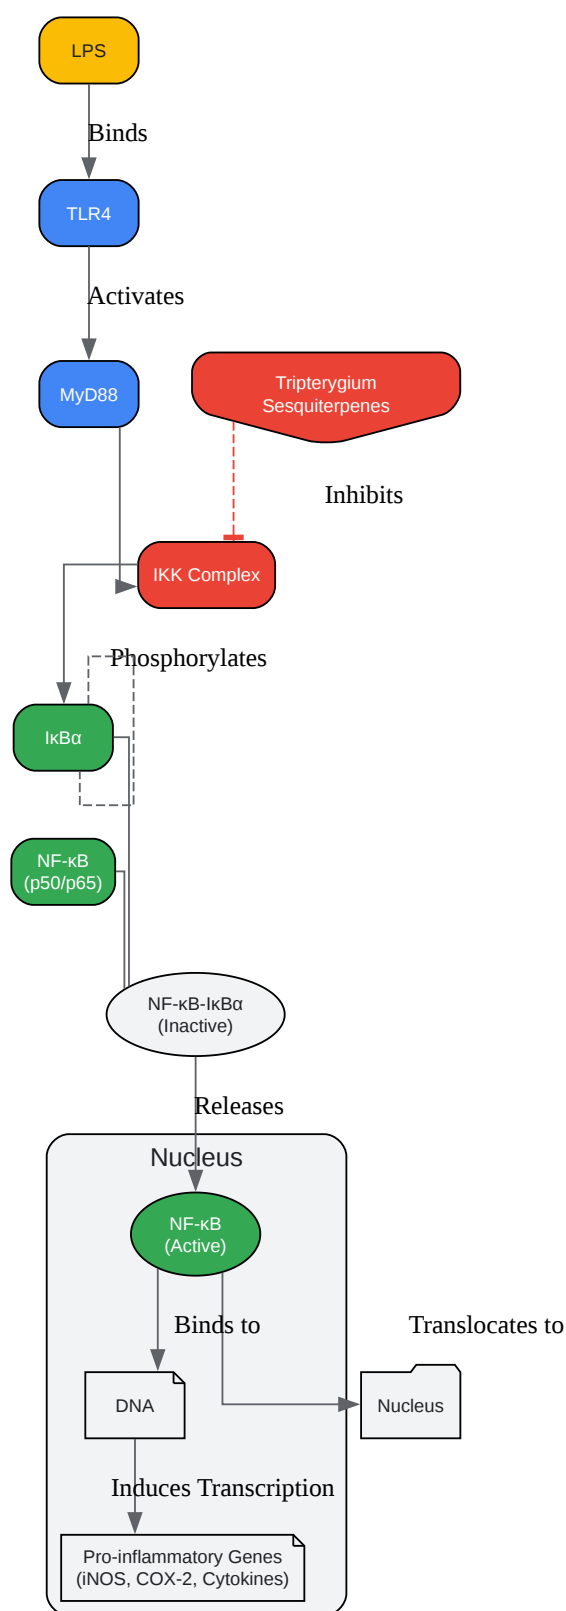 LPS
Binds
TLR4
Activates
MyD88
Tripterygium
Sesquiterpenes
Inhibits
IKK Complex
Phosphorylates
IκBα
NF-κB
(p50/p65)
NF-κB-IκBα
(Inactive)
Releases
Nucleus
NF-κB
(Active)
Binds to
Translocates to
DNA
Nucleus
Induces Transcription
Pro-inflammatory Genes
(iNOS, COX-2, Cytokines)